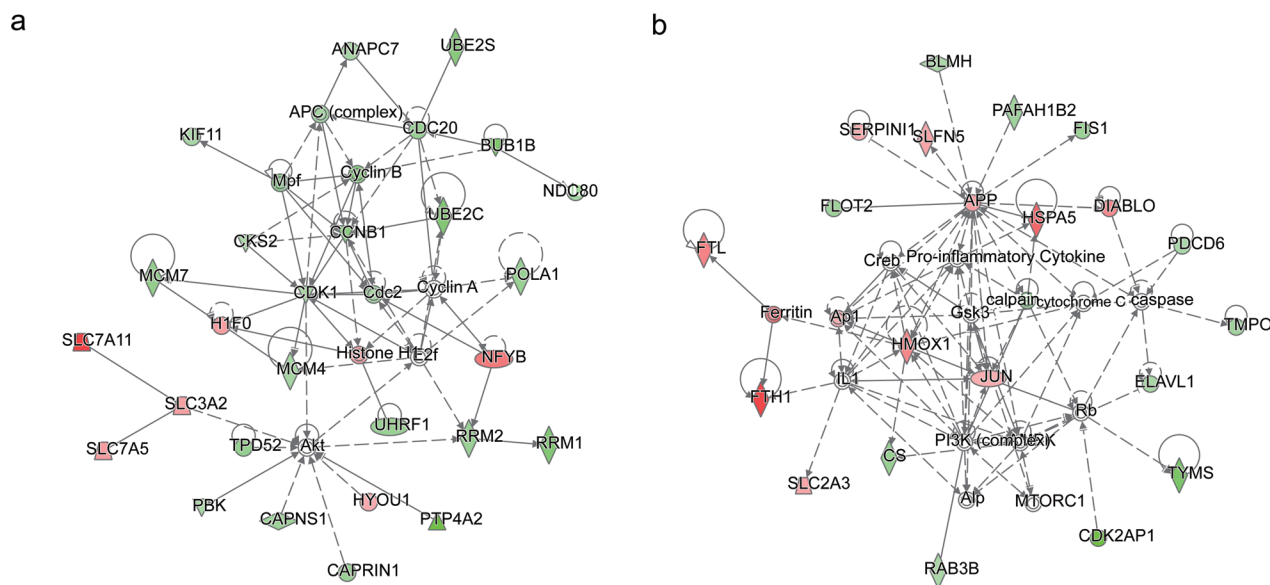 a
ANAPC7
UBE2S
APC (complex)
CDC20
KIF11
BUB1B
Mpf
Cyclin B
NDC80
UBE2C
CCNB1
CKS2
MCM7
POLA1
CDK1
Cdc2
Cyclin A
H1F0
SLC7A11
Histone H1
E2f
NFYB
MCM4
SLC3A2
UHRF1
SLC7A5
TPD52
Akt
RRM2
RRM1
PBK
HYOU1
CAPNS1
PTP4A2
CAPRIN1
b
BLMH
PAFAH1B2
SERPINI1
SLFN5
FIS1
APP
FLOT2
HSPA5
DIABLO
FTL
PDCD6
Creb
Pro-inflammatory Cytokine
calpain
cytochrome C
caspase
Ferritin
Ap1
Gsk3
TMPO
HMOX1
IL1
JUN
ELAVL1
FTH1
Rb
PI3K (complex)
CS
TYMS
SLC2A3
Alp
MTORC1
CDK2AP1
RAB3B